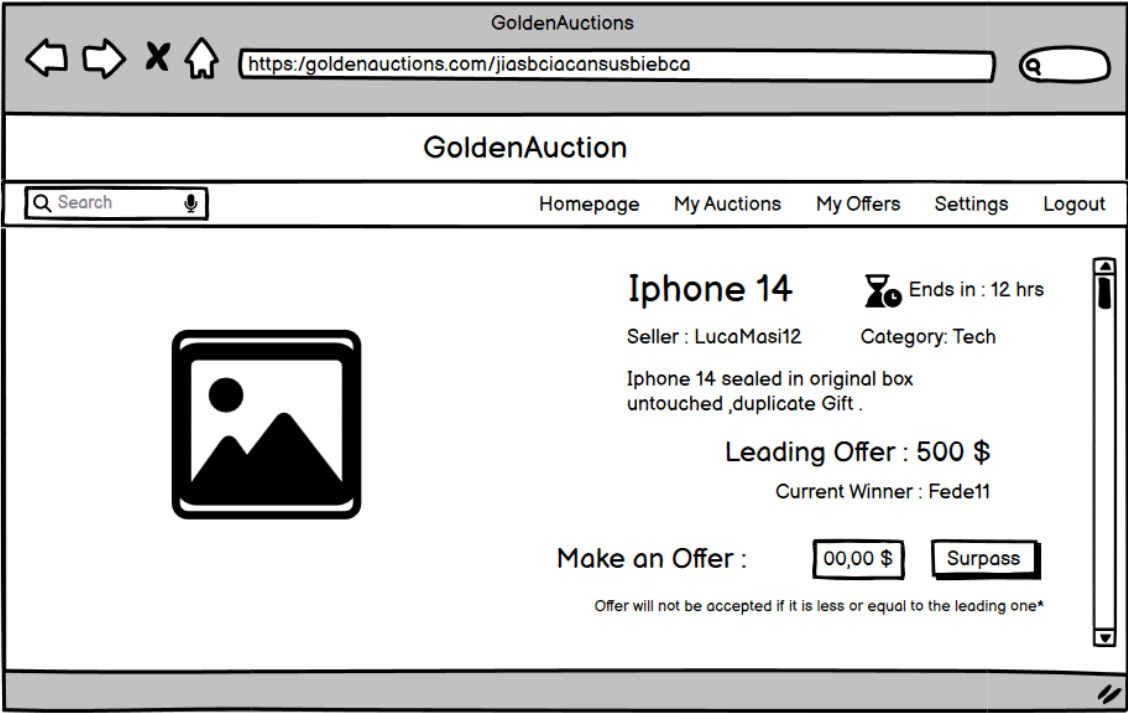 GoldenAuctions
https:/goldenauctions.com/jiasbciacansusbiebca
GoldenAuction
Search
Homepage My Auctions My Offers Settings Logout
Iphone 14
Ends in : 12 hrs
Seller : LucaMasi12
Category: Tech
Iphone 14 sealed in original box
untouched ,duplicate Gift .
Leading Offer : 500 $
Current Winner : Fede11
Make an Offer : 00,00 $ Surpass
Offer will not be accepted if it is less or equal to the leading one*